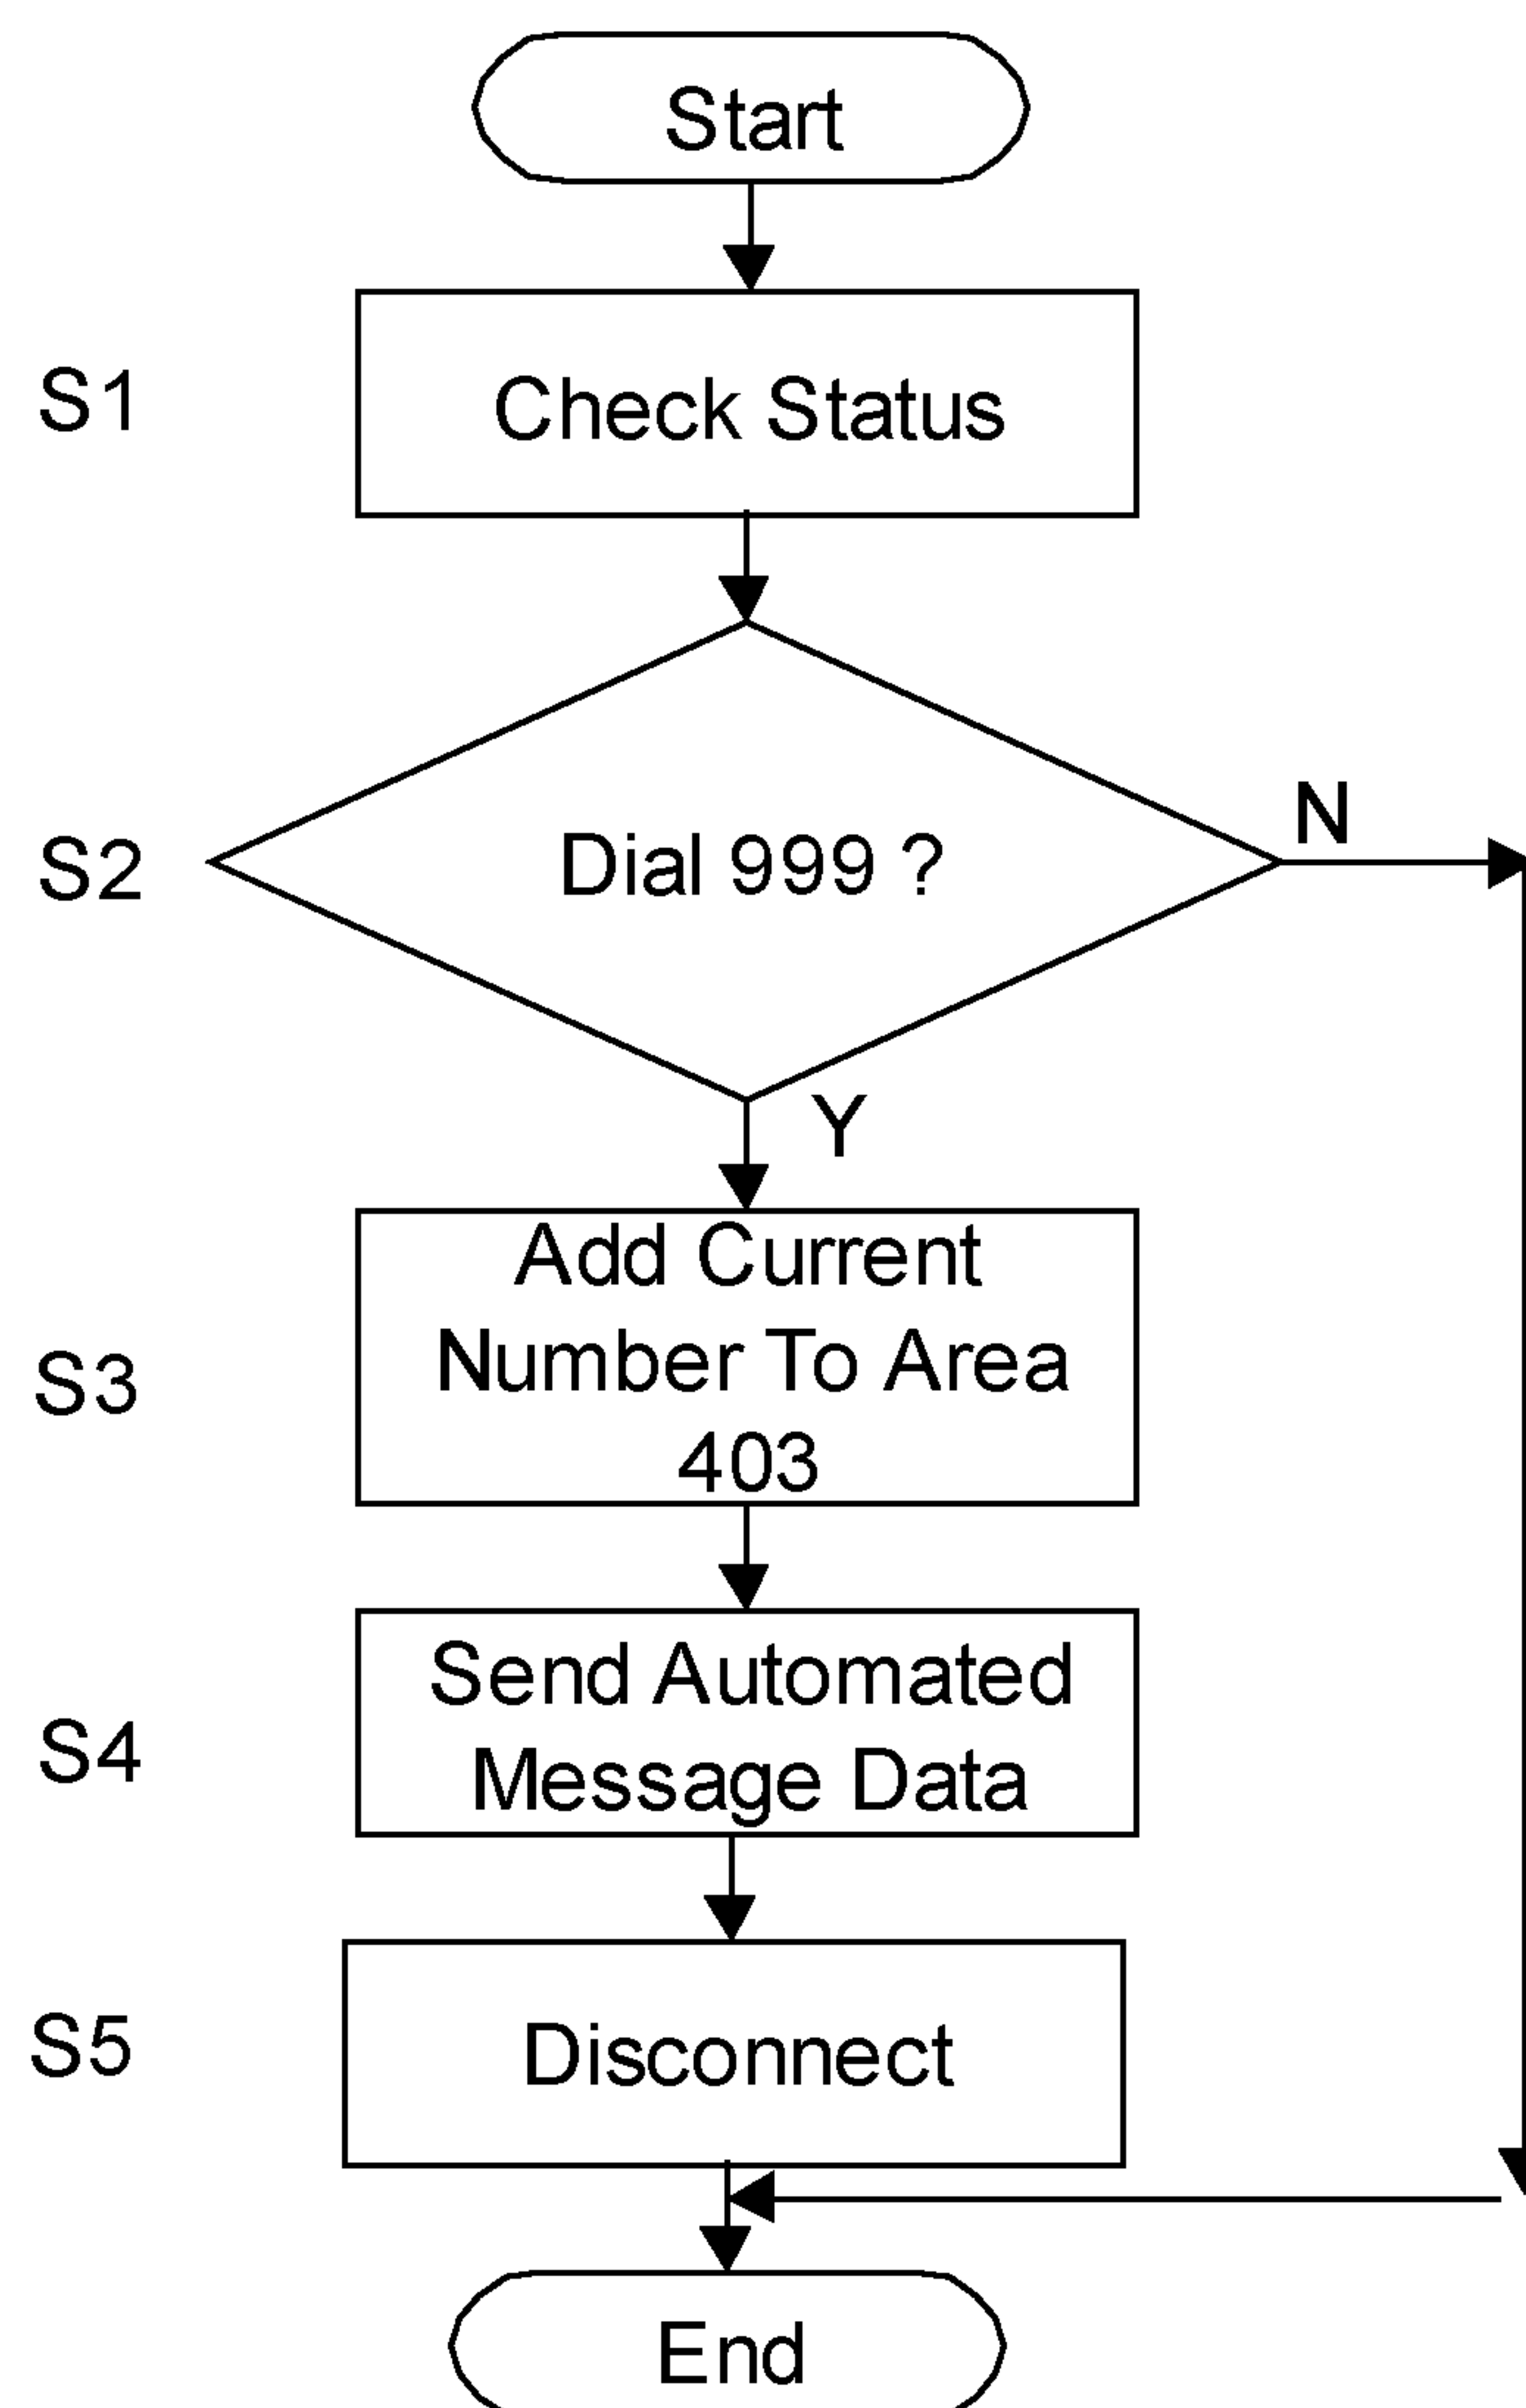 Start
S1
Check Status
S2
Dial 999 ?
N
Y
S3
Add Current
Number To Area
403
S4
Send Automated
Message Data
S5
Disconnect
End